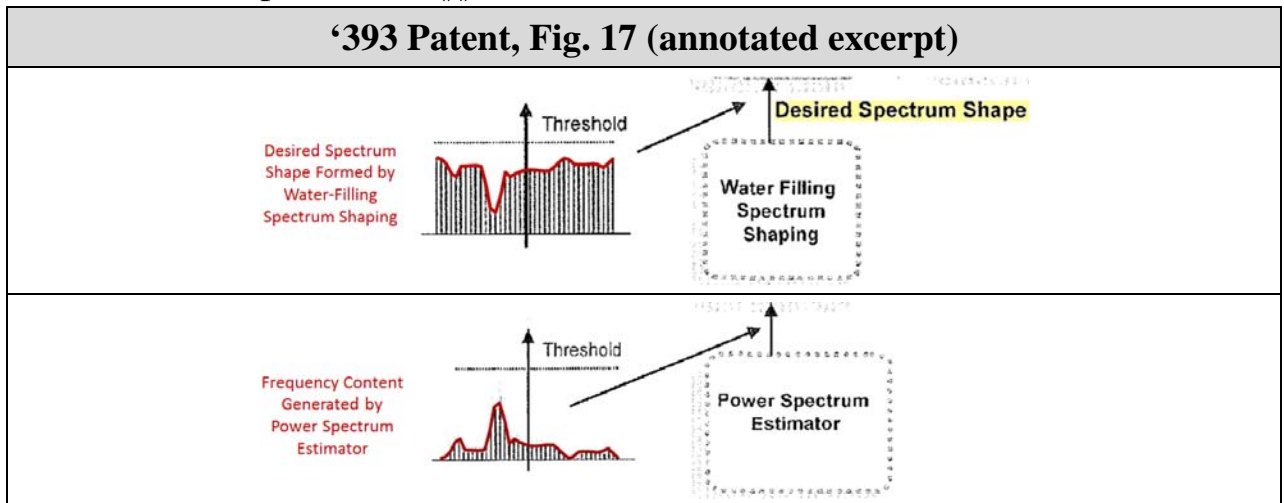 ‘393 Patent, Fig. 17 (annotated excerpt)
Desired Spectrum
Shape Formed by
Water-Filling
Spectrum Shaping
Threshold
Desired Spectrum Shape
Water Filling
Spectrum
Shaping
Frequency Content
Generated by
Power Spectrum
Estimator
Threshold
Power Spectrum
Estimator